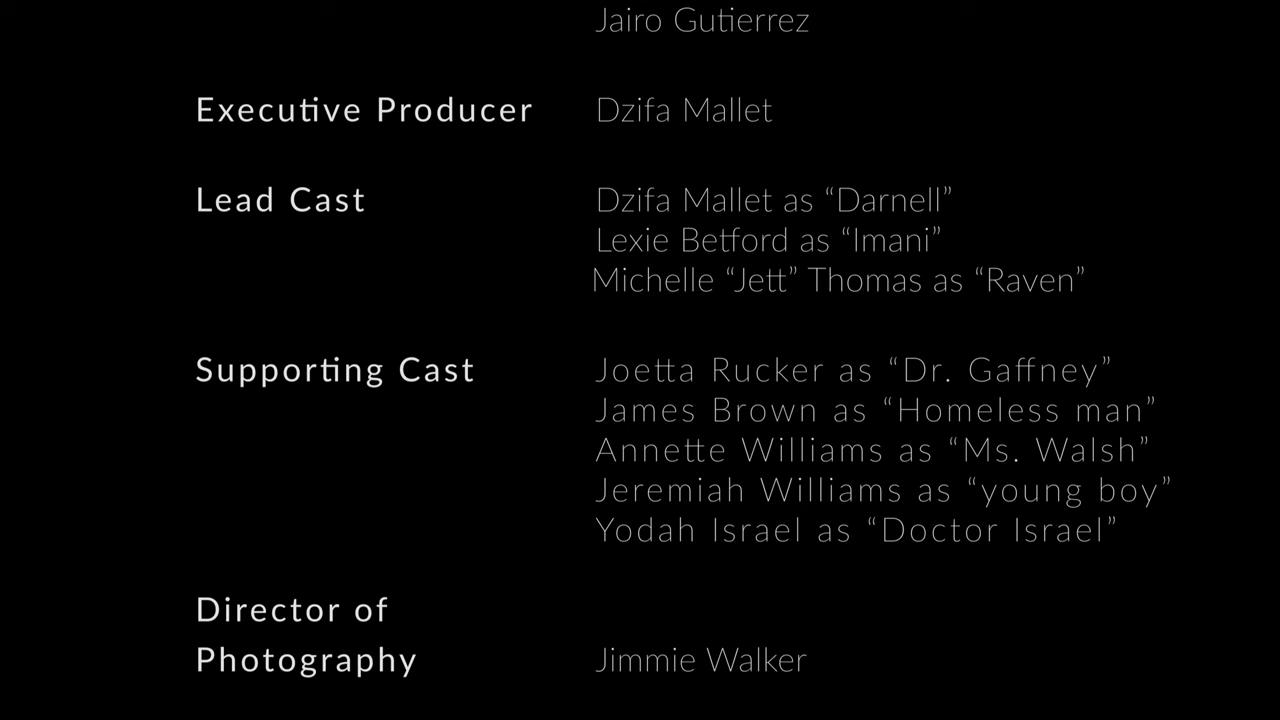 Jairo Gutierrez
Executive Producer Dzifa Mallet
Lead Cast Dzifa Mallet as “Darnell”
Lexie Betford as “Imani”
Michelle “Jett” Thomas as “Raven”
Supporting Cast Joetta Rucker as “Dr. Gaffney”
James Brown as “Homeless man”
Annette Williams as “Ms. Walsh”
Jeremiah Williams as “young boy”
Yodah Israel as “Doctor Israel”
Director of
Photography Jimmie Walker